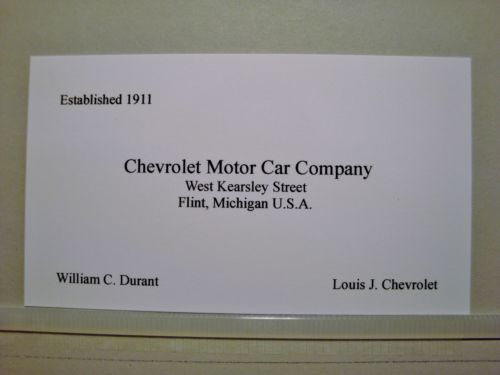 Established 1911
Chevrolet Motor Car Company
West Kearsley Street
Flint, Michigan U.S.A.
William C. Durant
Louis J. Chevrolet